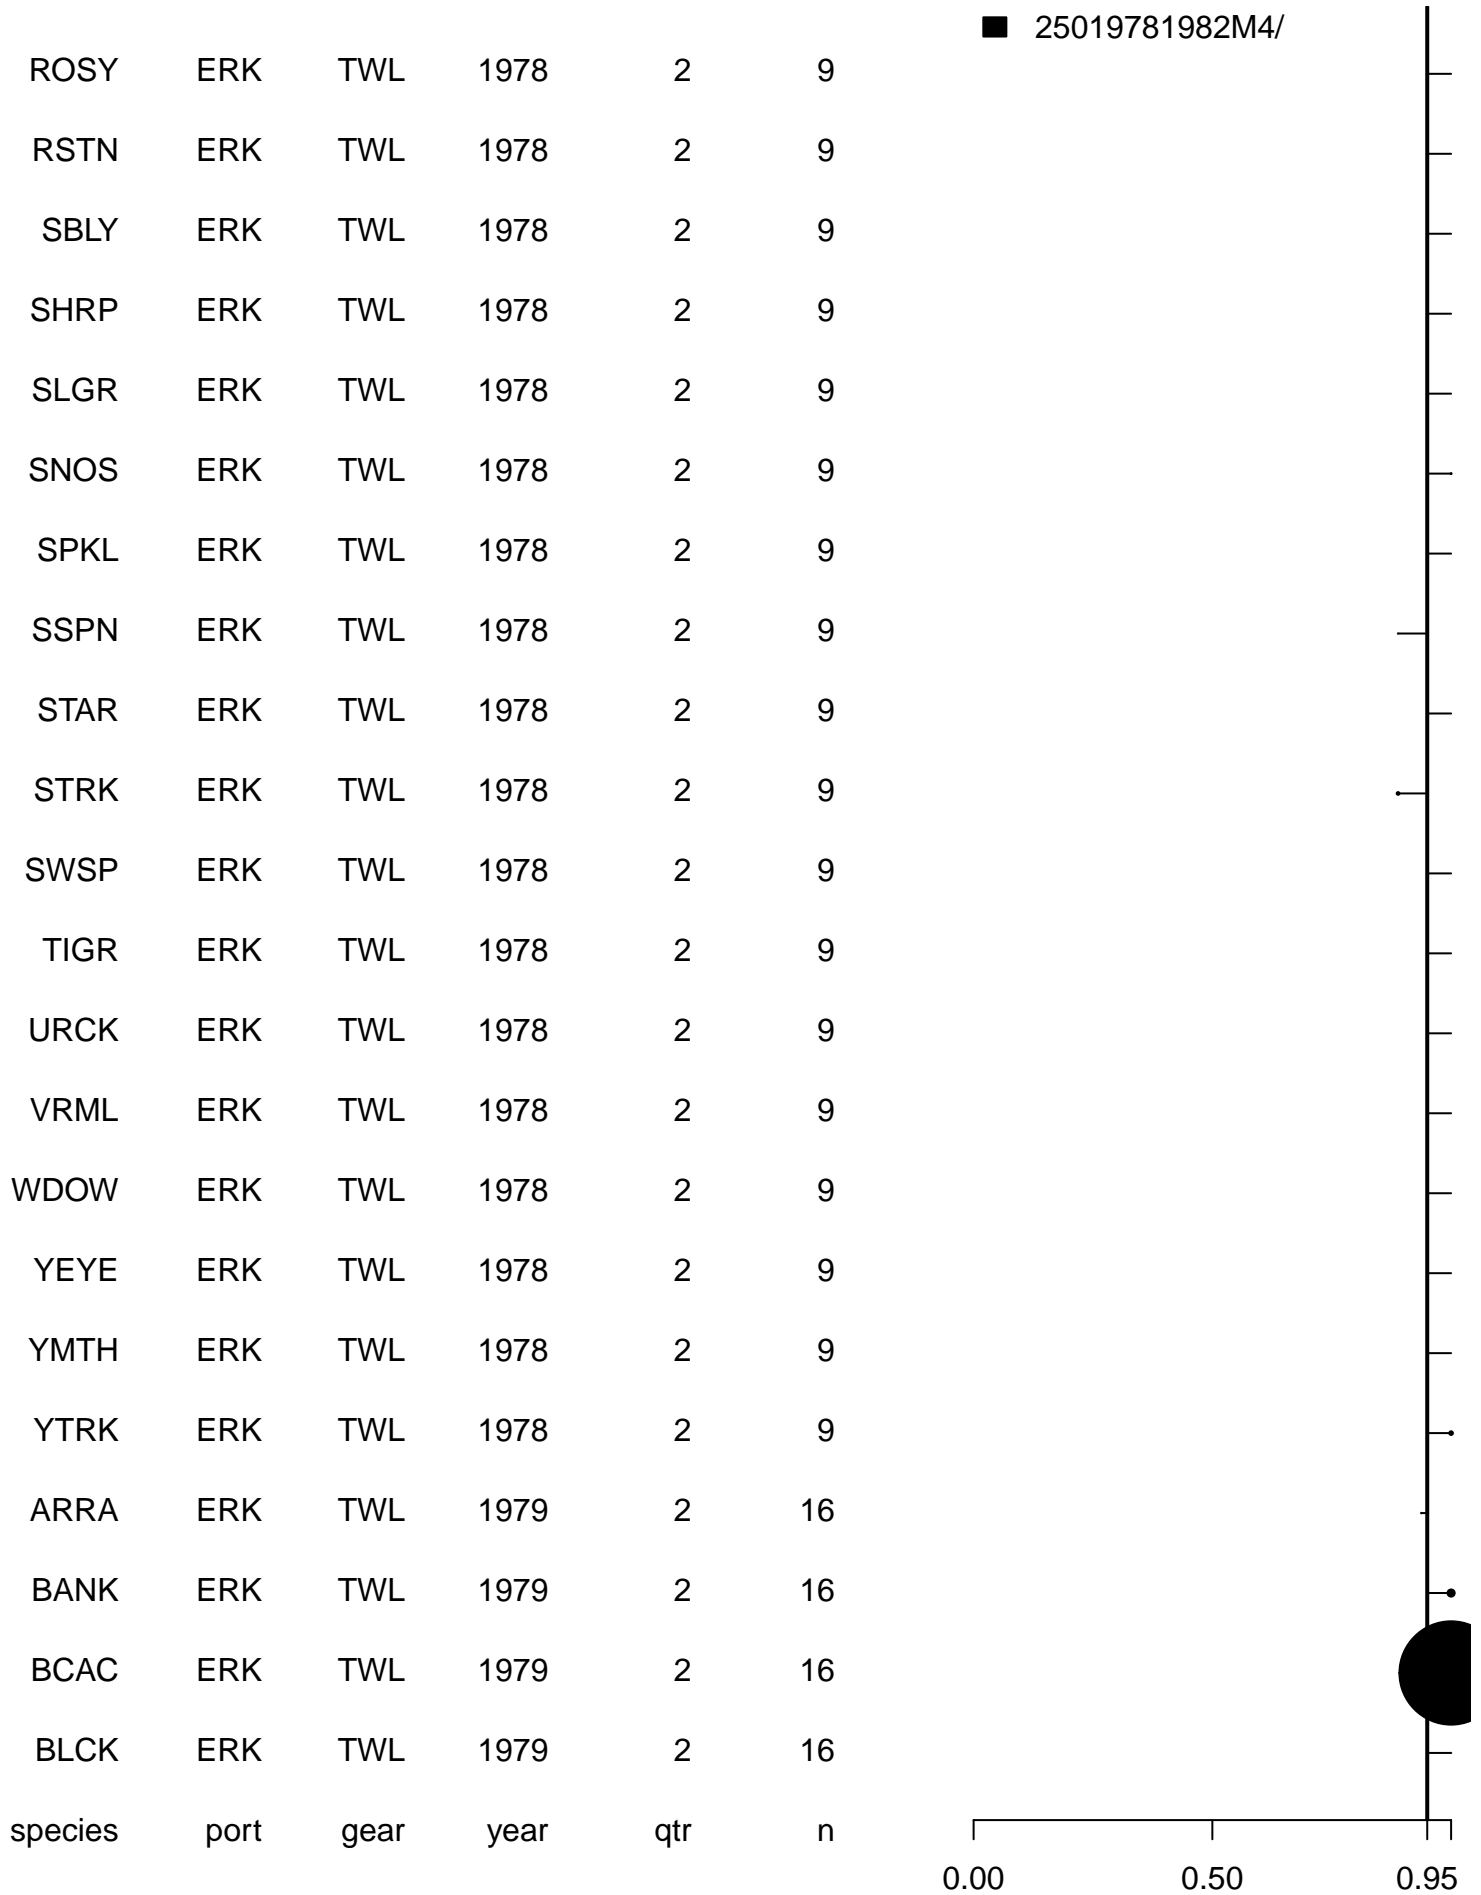 25019781982M4/
ROSY ERK TWL 1978 2 9
RSTN ERK TWL 1978 2 9
SBLY ERK TWL 1978 2 9
SHRP ERK TWL 1978 2 9
SLGR ERK TWL 1978 2 9
SNOS ERK TWL 1978 2 9
SPKL ERK TWL 1978 2 9
SSPN ERK TWL 1978 2 9
STAR ERK TWL 1978 2 9
STRK ERK TWL 1978 2 9
SWSP ERK TWL 1978 2 9
TIGR ERK TWL 1978 2 9
URCK ERK TWL 1978 2 9
VRML ERK TWL 1978 2 9
WDOW ERK TWL 1978 2 9
YEYE ERK TWL 1978 2 9
YMTH ERK TWL 1978 2 9
YTRK ERK TWL 1978 2 9
ARRA ERK TWL 1979 2 16
BANK ERK TWL 1979 2 16
BCAC ERK TWL 1979 2 16
BLCK ERK TWL 1979 2 16
species port gear year qtr n
0.00 0.50 0.95